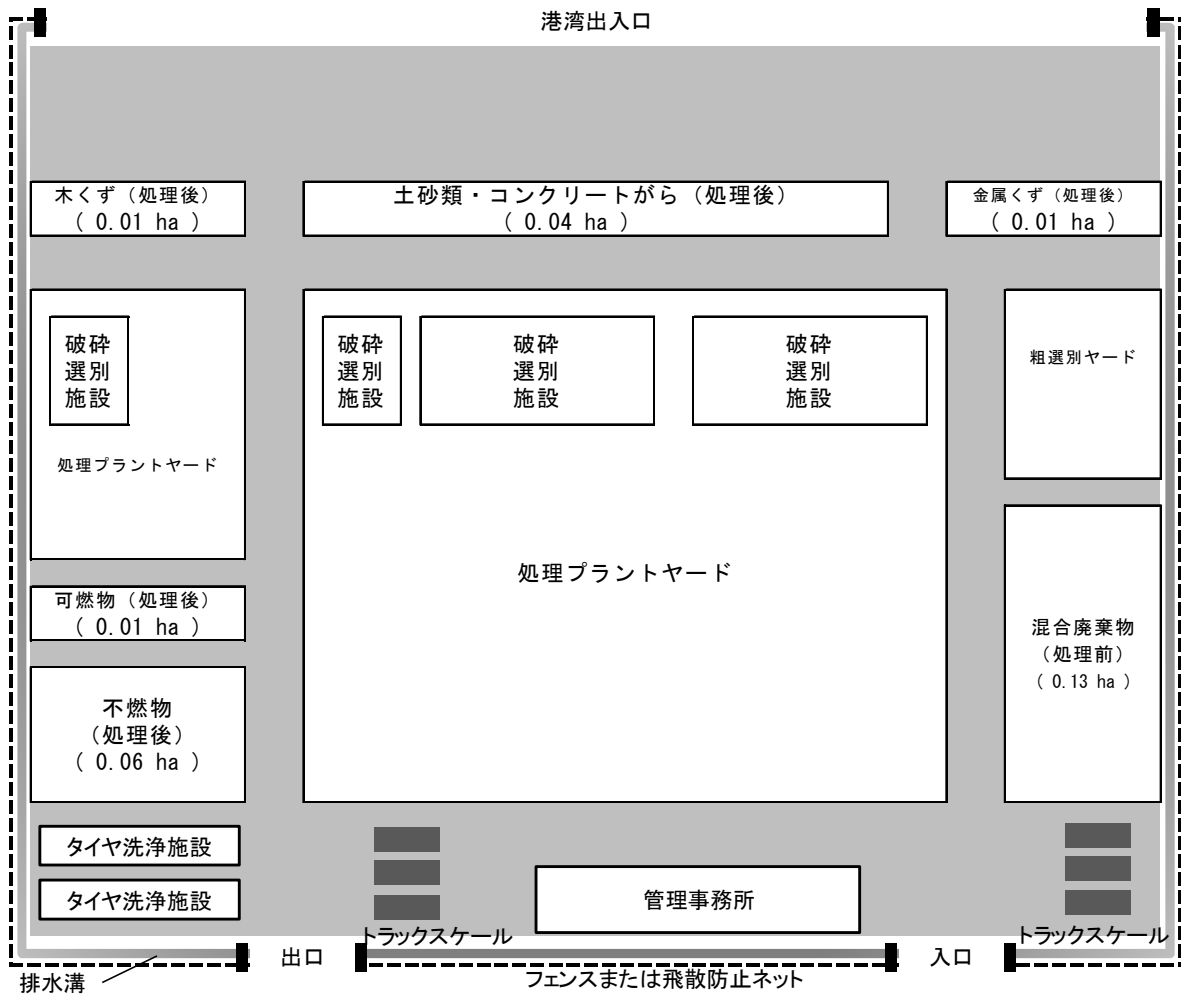 港湾出入口
木くず（処理後）
（ 0.01 ha ）
土砂類・コンクリートがら（処理後）
（ 0.04 ha ）
金属くず（処理後）
（ 0.01 ha ）
破砕
選別
施設
処理プラントヤード
破砕
選別
施設
破砕
選別
施設
破砕
選別
施設
処理プラントヤード
粗選別ヤード
可燃物（処理後）
（ 0.01 ha ）
混合廃棄物
（処理前）
（ 0.13 ha ）
不燃物
（処理後）
（ 0.06 ha ）
タイヤ洗浄施設
タイヤ洗浄施設
管理事務所
トラックスケール
トラックスケール
出口
入口
排水溝
フェンスまたは飛散防止ネット